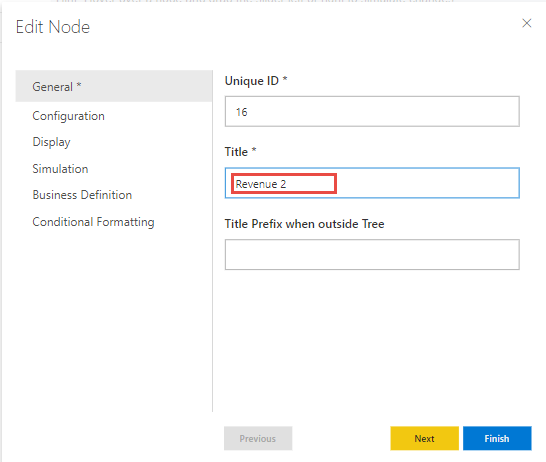 Edit Node
General *
Configuration
Display
Simulation
Business Definition
Conditional Formatting
Unique ID *
16
Title *
Revenue 2
Title Prefix when outside Tree
Previous
Next
Finish